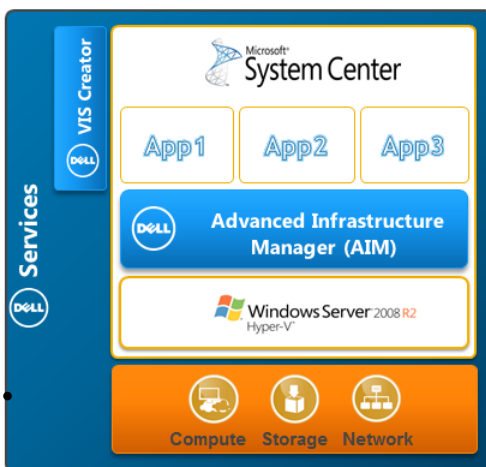 Microsoft®
System Center
DELL VIS Creator
App1 App2 App3
DELL
Advanced Infrastructure
Manager (AIM)
DELL Services
Windows Server® 2008 R2
Hyper-V™
Compute Storage Network